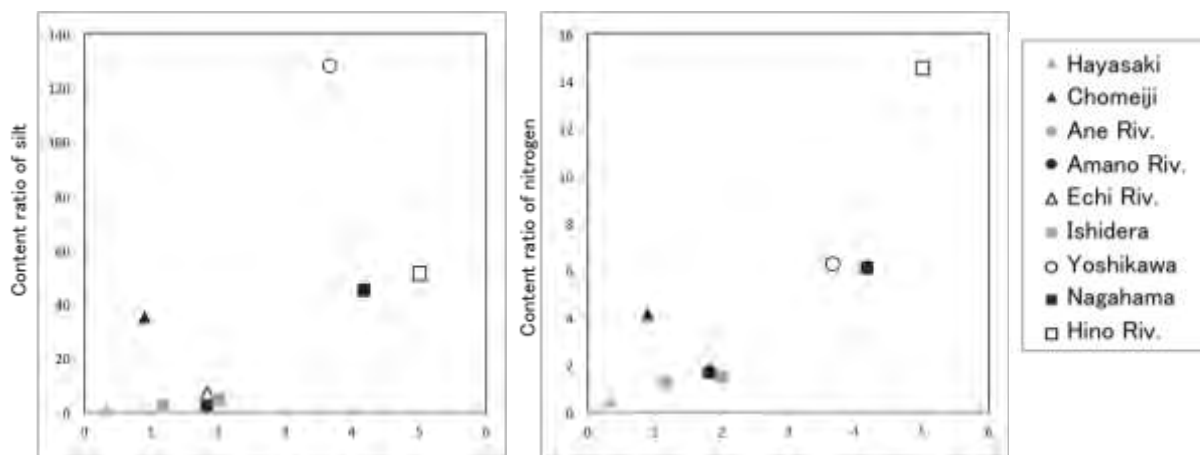 Content ratio of silt
140
120
100
80
60
40
20
0
0 1 2 3 4 5 6
Content ratio of nitrogen
16
14
12
10
8
6
4
2
0
0 1 2 3 4 5 6
Hayasaki
Chomeiji
Ane Riv.
Amano Riv.
Echi Riv.
Ishidera
Yoshikawa
Nagahama
Hino Riv.